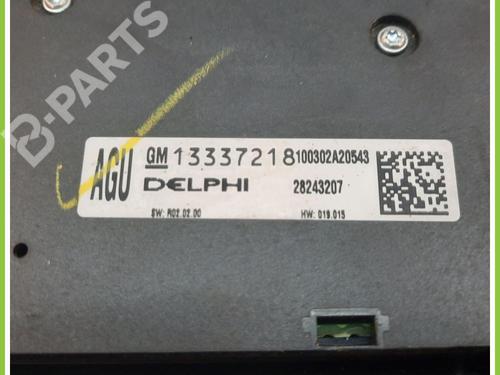 B-PARTS
AGU GM 13337218 100302A20543
DELPHI 28243207
SW: R02.02.00 HW: 019.015